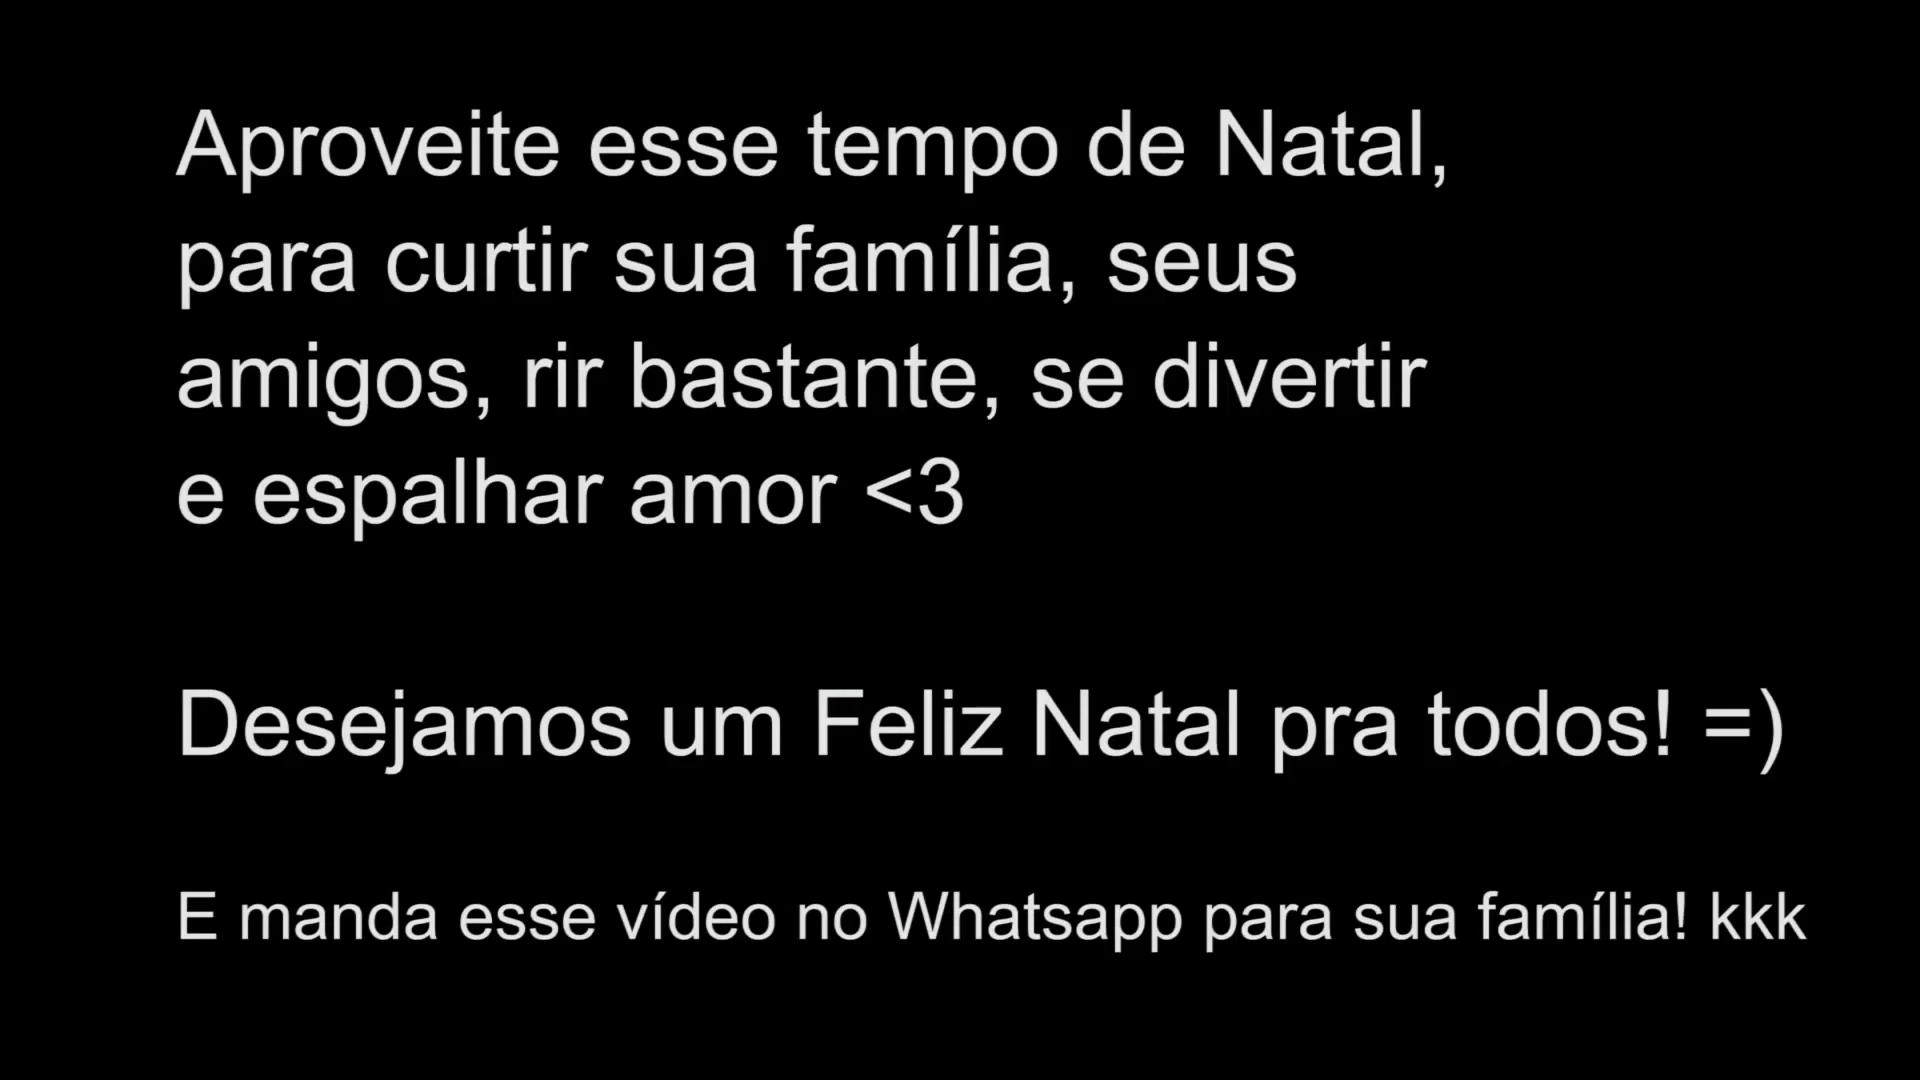 Aproveite esse tempo de Natal,
para curtir sua família, seus
amigos, rir bastante, se divertir
e espalhar amor <3
Desejamos um Feliz Natal pra todos! =)
E manda esse vídeo no Whatsapp para sua família! kkk